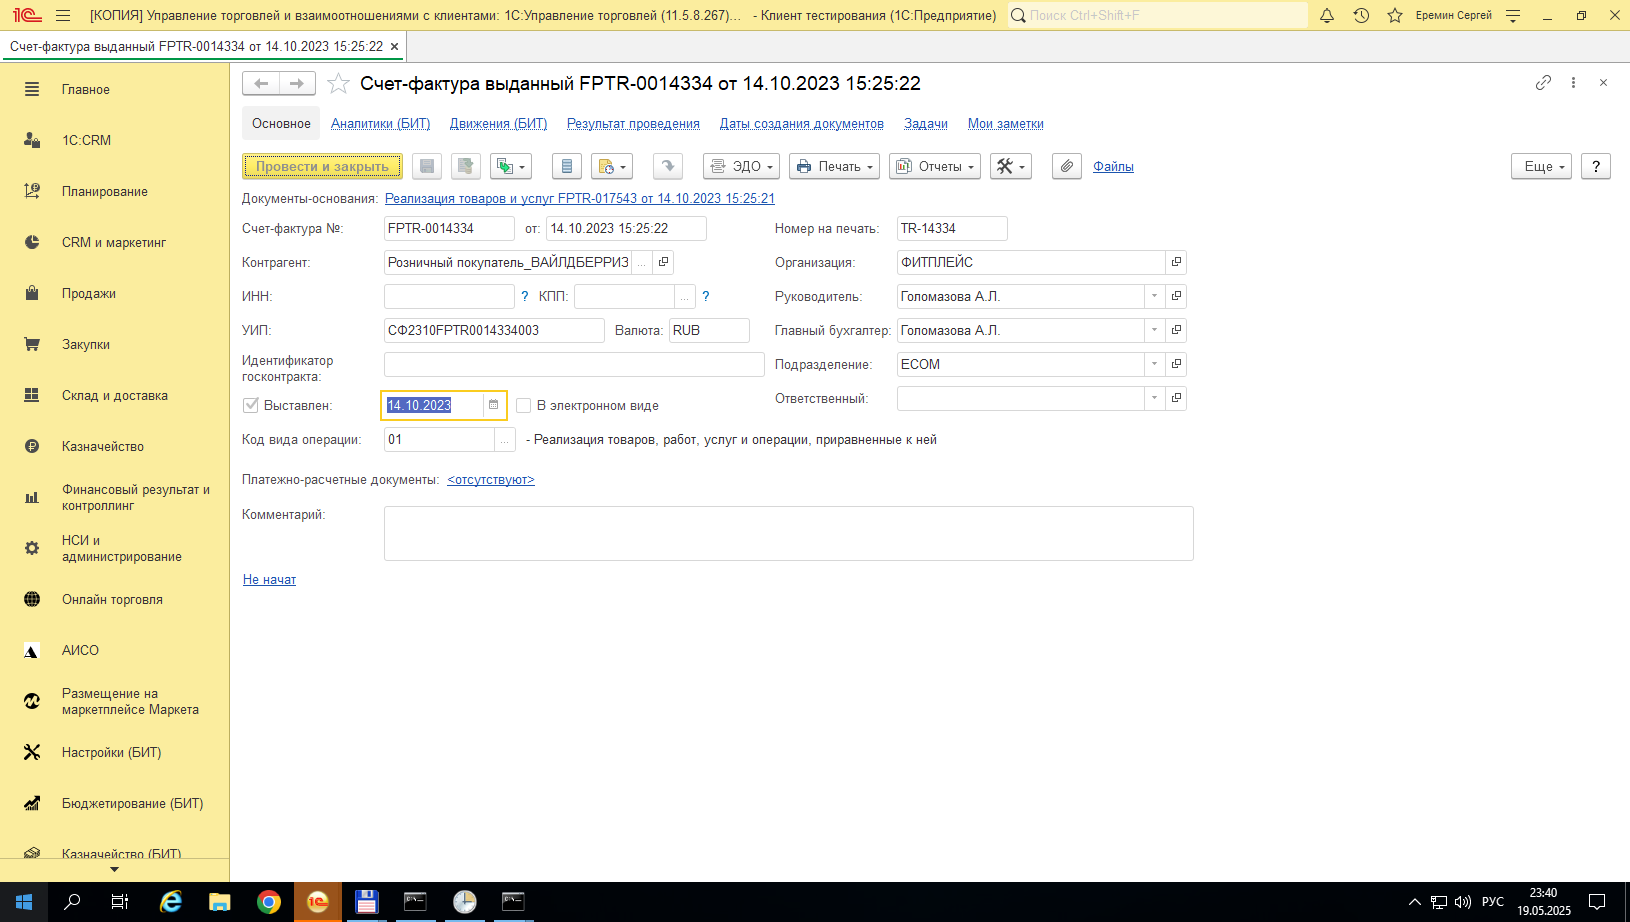 [КОПИЯ] Управление торговлей и взаимоотношениями с клиентами: 1С:Управление торговлей (11.5.8.267)... - Клиент тестирования (1С:Предприятие)
Поиск Ctrl+Shift+F
Еремин Сергей
Счет-фактура выданный FPTR-0014334 от 14.10.2023 15:25:22
Главное
1С:CRM
Планирование
CRM и маркетинг
Продажи
Закупки
Склад и доставка
Казначейство
Финансовый результат и
контроллинг
НСИ и
администрирование
Онлайн торговля
АИСО
Размещение на
маркетплейсе Маркета
Настройки (БИТ)
Бюджетирование (БИТ)
Казначейство (БИТ)
Счет-фактура выданный FPTR-0014334 от 14.10.2023 15:25:22
Основное Аналитики (БИТ) Движения (БИТ) Результат проведения Даты создания документов Задачи Мои заметки
Провести и закрыть ЭДО Печать Отчеты Файлы Еще ?
Документы-основания: Реализация товаров и услуг FPTR-017543 от 14.10.2023 15:25:21
Счет-фактура №: FPTR-0014334 от: 14.10.2023 15:25:22 Номер на печать: TR-14334
Контрагент: Розничный покупатель_ВАЙЛДБЕРРИЗ ... Организация: ФИТПЛЕЙС
ИНН: ? КПП: ... ? Руководитель: Голомазова А.Л.
УИП: СФ2310FPTR0014334003 Валюта: RUB Главный бухгалтер: Голомазова А.Л.
Идентификатор
госконтракта:
Подразделение: ECOM
Выставлен: 14.10.2023 В электронном виде Ответственный:
Код вида операции: 01 ... - Реализация товаров, работ, услуг и операции, приравненные к ней
Платежно-расчетные документы: <отсутствуют>
Комментарий:
Не начат
РУС
23:40
19.05.2025